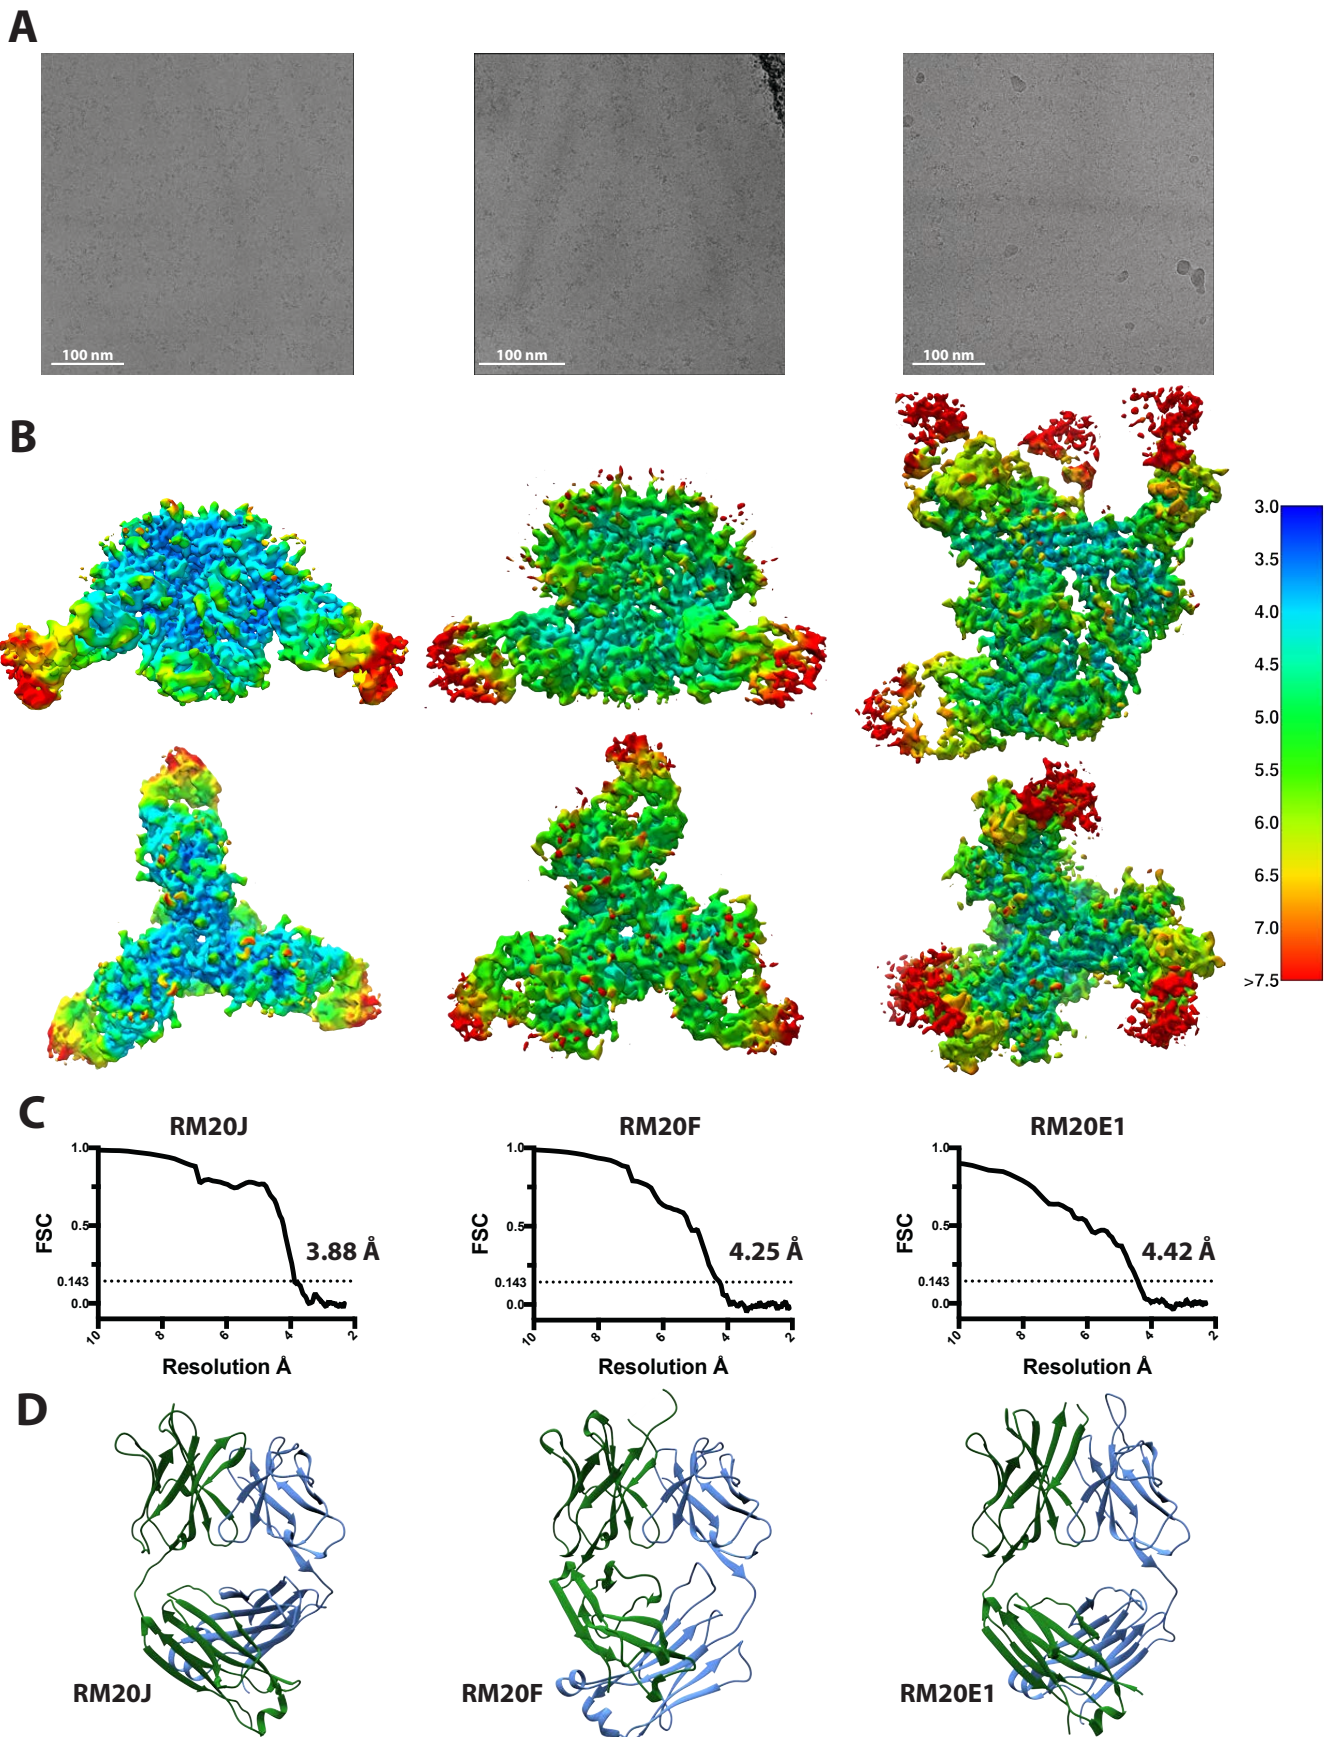 A
100 nm
100 nm
100 nm
B
3.0
3.5
4.0
4.5
5.0
5.5
6.0
6.5
7.0
>7.5
C
RM20J
RM20F
RM20E1
1.0
0.5
0.143
0.0
FSC
3.88 Å
10
8
6
4
2
Resolution Å
1.0
0.5
0.143
0.0
FSC
4.25 Å
10
8
6
4
2
Resolution Å
1.0
0.5
0.143
0.0
FSC
4.42 Å
10
8
6
4
2
Resolution Å
D
RM20J
RM20F
RM20E1